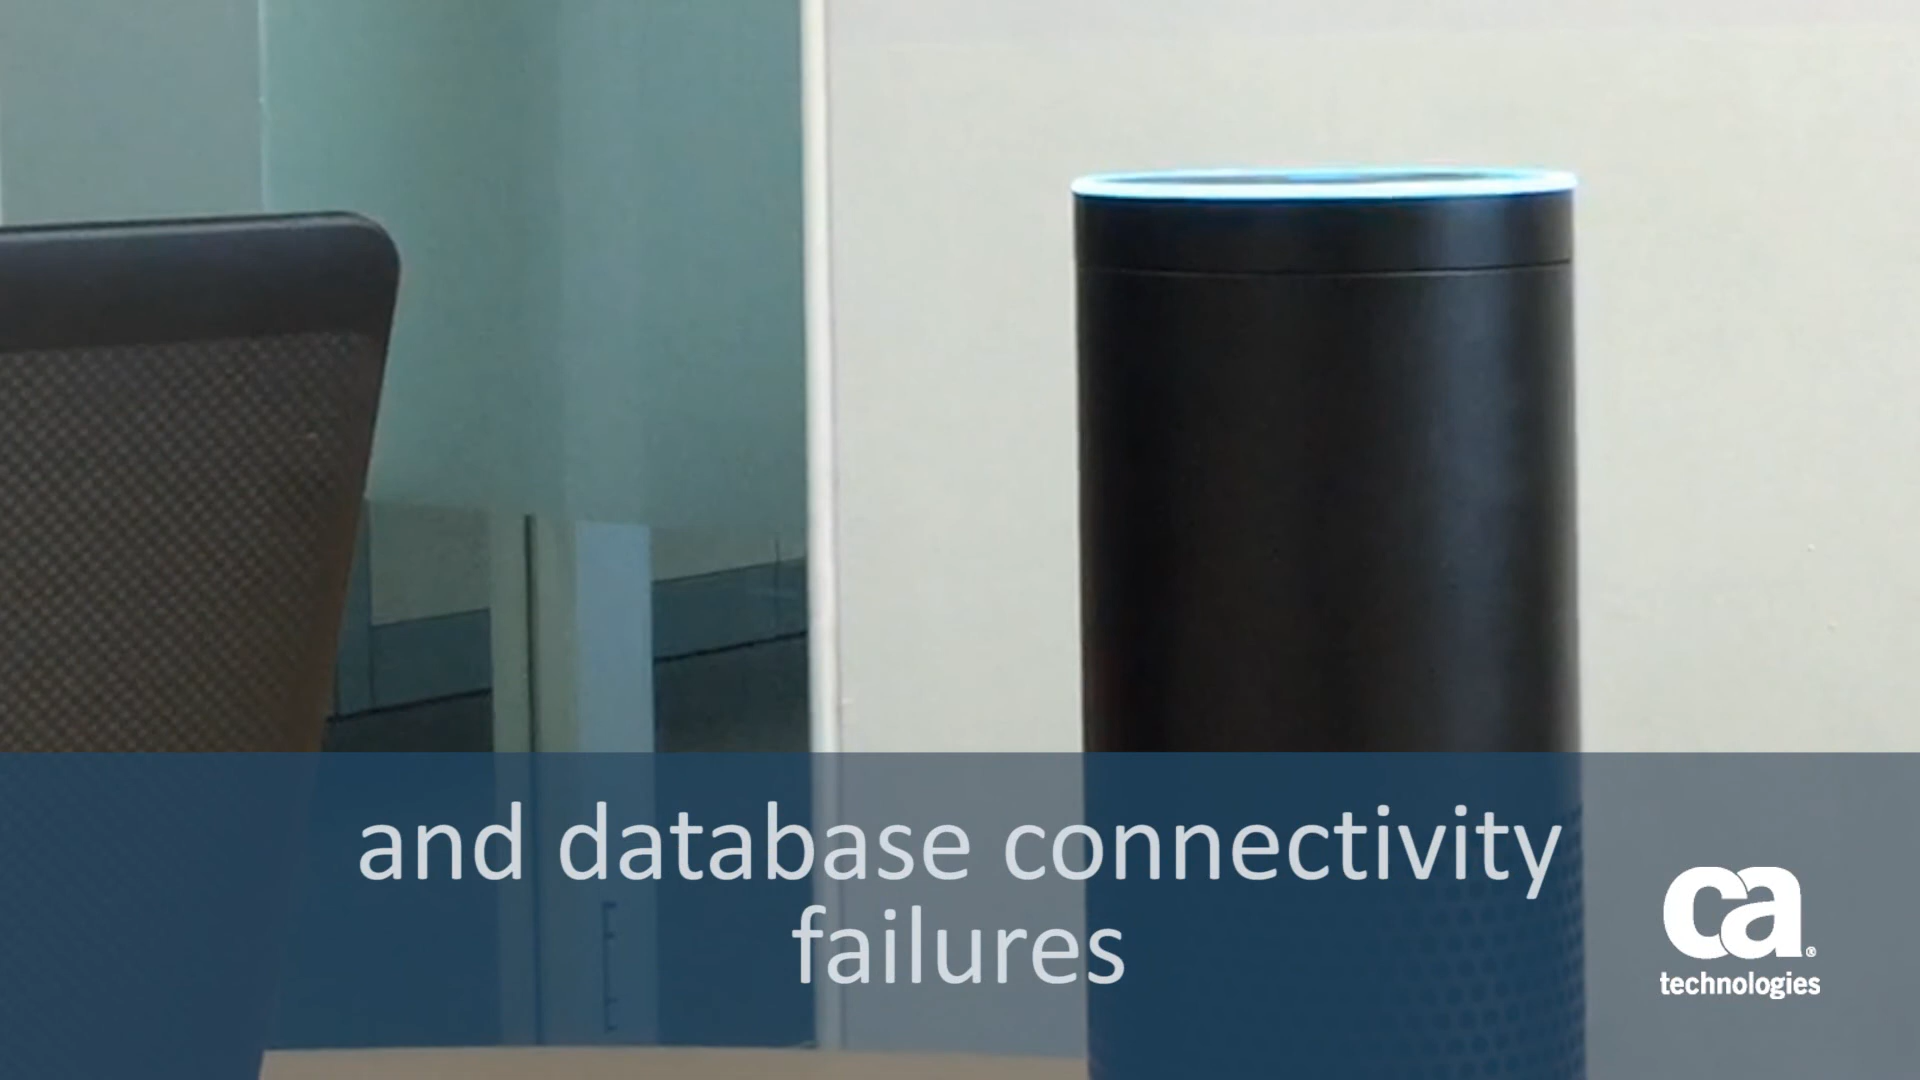 and database connectivity
failures
ca®
technologies